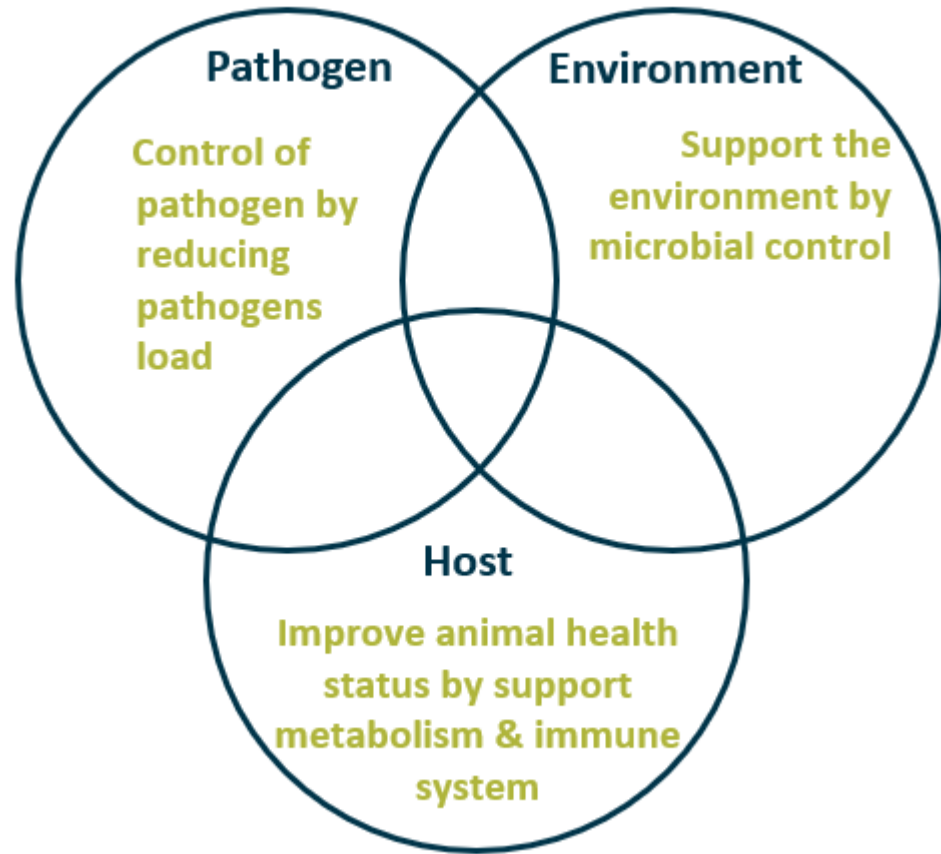 Pathogen
Control of
pathogen by
reducing
pathogens
load
Environment
Support the
environment by
microbial control
Host
Improve animal health
status by support
metabolism & immune
system